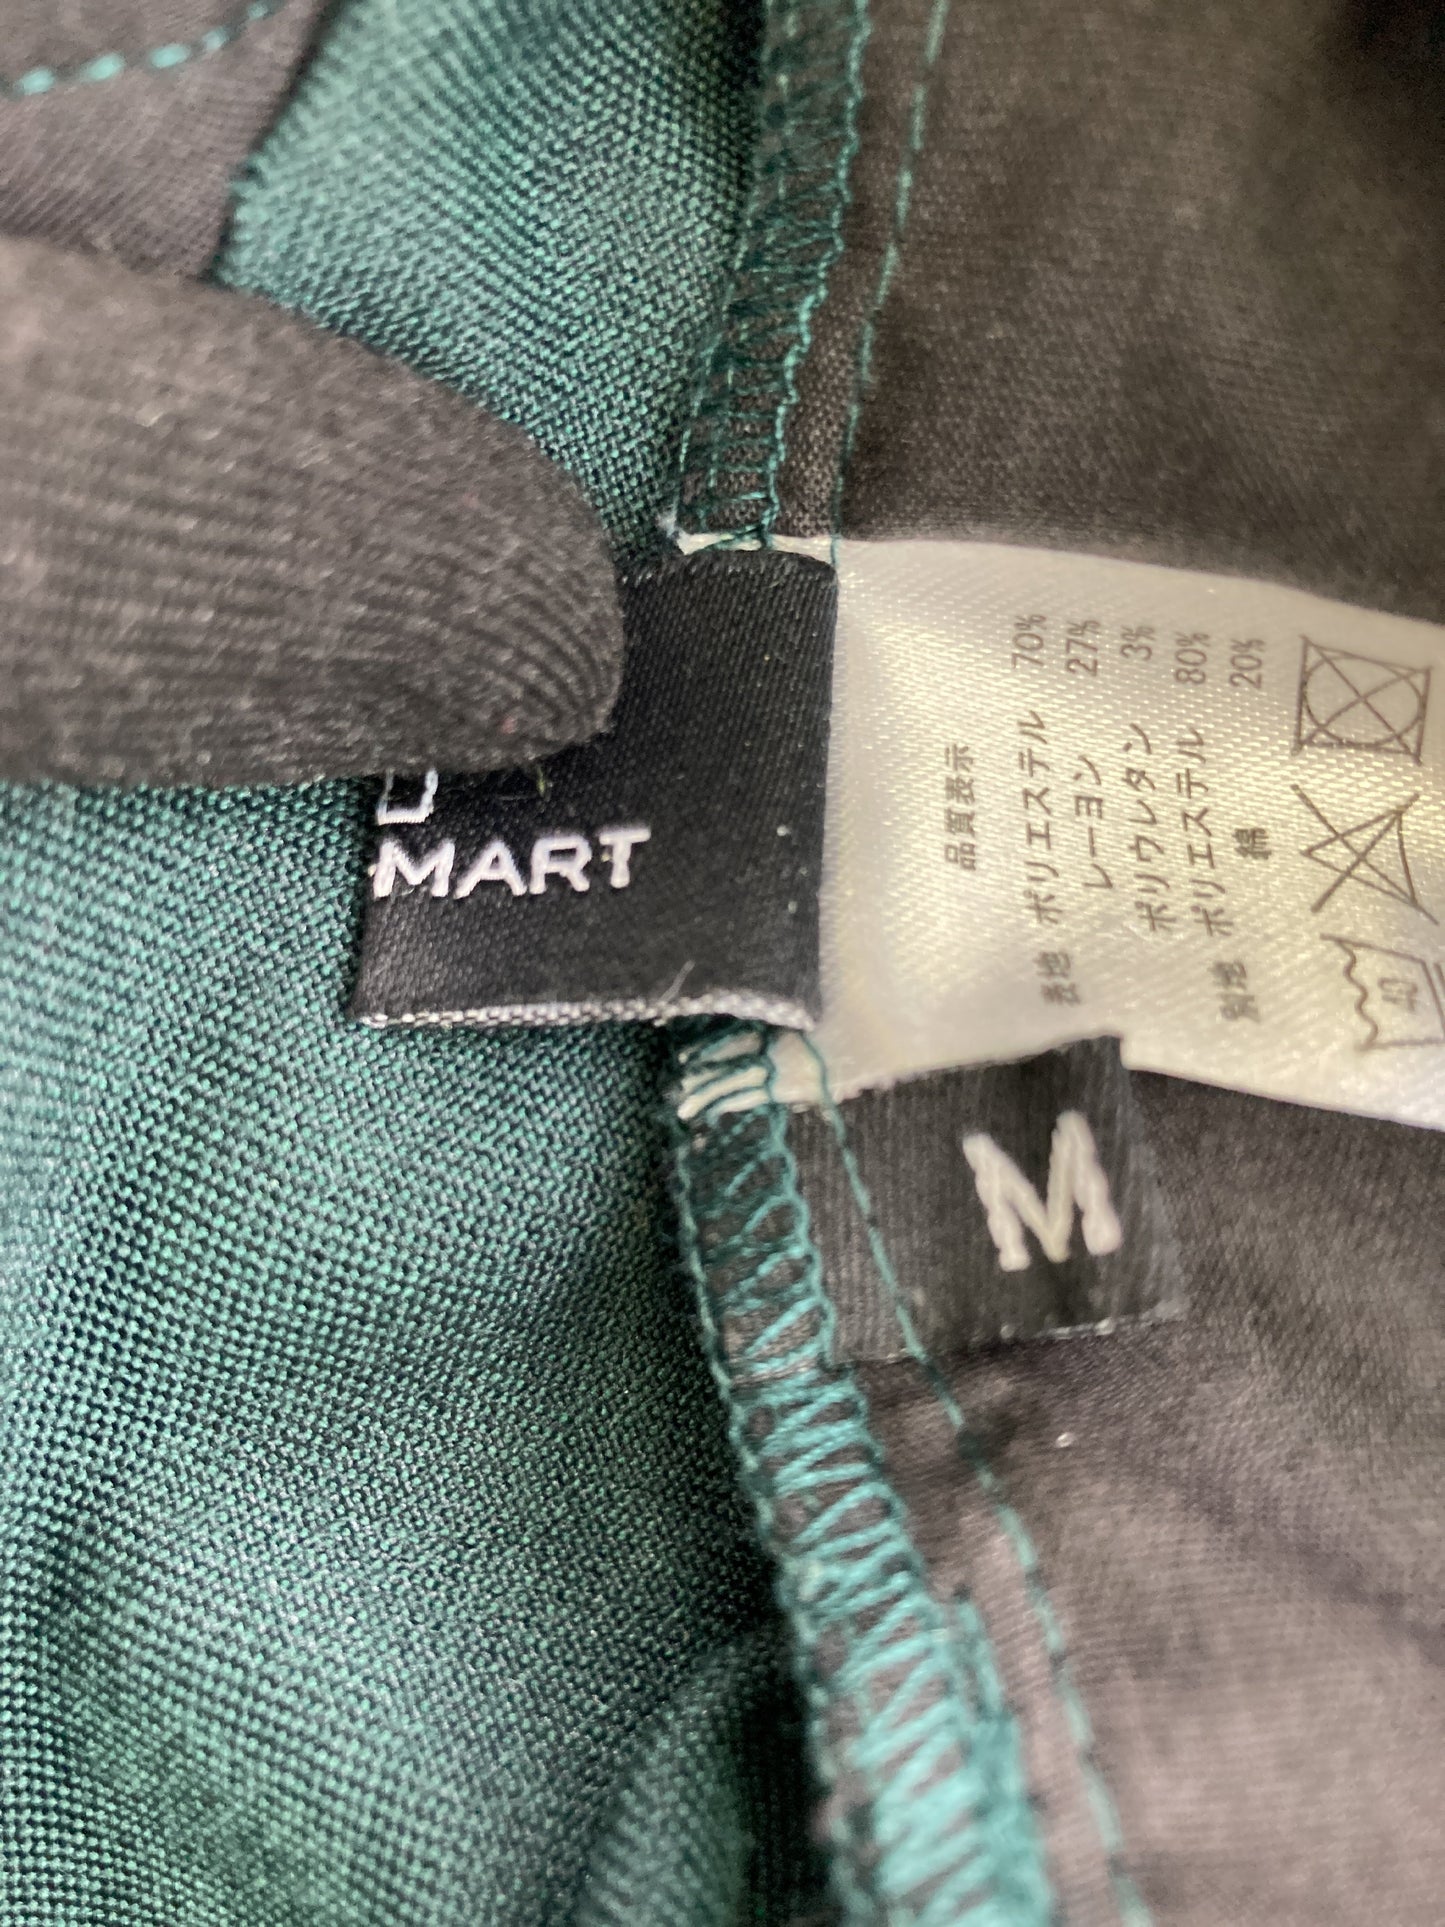 MART
品質表示
表地 ポリエステル 70%
レーヨン 27%
ポリウレタン 3%
別地 ポリエステル 80%
綿 20%
40
M